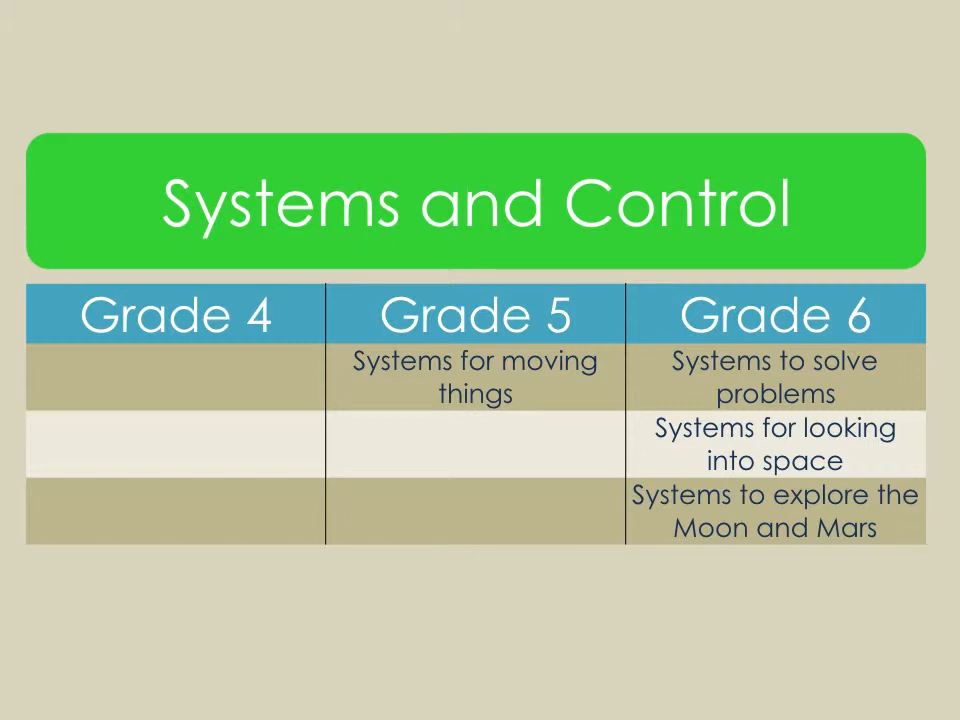 Systems and Control
Grade 4 Grade 5 Grade 6
Systems for moving
things
Systems to solve
problems
Systems for looking
into space
Systems to explore the
Moon and Mars